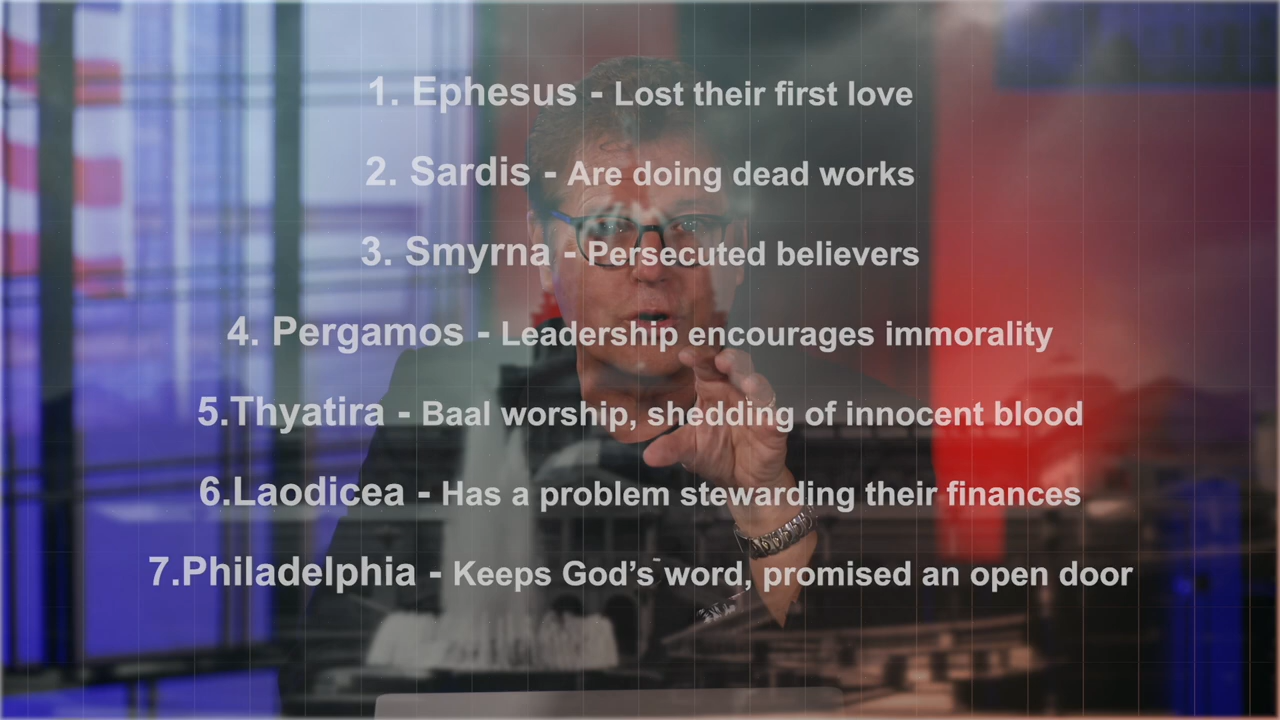 1. Ephesus - Lost their first love
2. Sardis - Are doing dead works
3. Smyrna - Persecuted believers
4. Pergamos - Leadership encourages immorality
5.Thyatira - Baal worship, shedding of innocent blood
6.Laodicea - Has a problem stewarding their finances
7.Philadelphia - Keeps God’s word, promised an open door